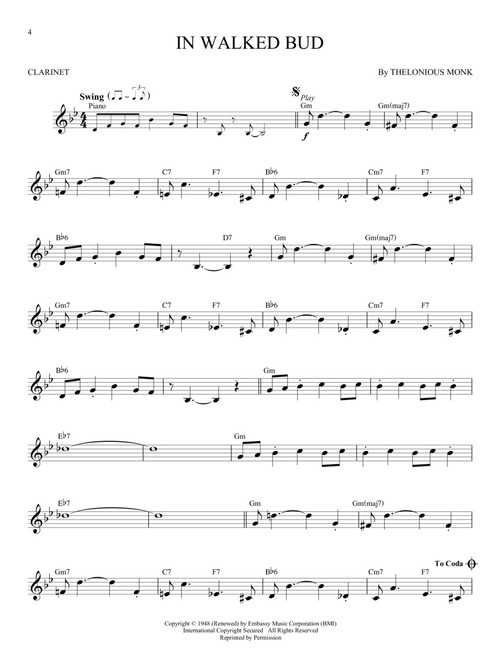 4
IN WALKED BUD
CLARINET By THELONIOUS MONK
Swing
3
Piano Play
Gm Gm(maj7)
4
4
f
Gm7 C7 F7 B♭6 Cm7 F7
B♭6 D7 Gm Gm(maj7)
Gm7 C7 F7 B♭6 Cm7 F7
B♭6 Gm
E♭7 Gm
E♭7 Gm Gm(maj7)
To Coda
Gm7 C7 F7 B♭6 Cm7 F7
Copyright © 1948 (Renewed) by Embassy Music Corporation (BMI)
International Copyright Secured All Rights Reserved
Reprinted by Permission